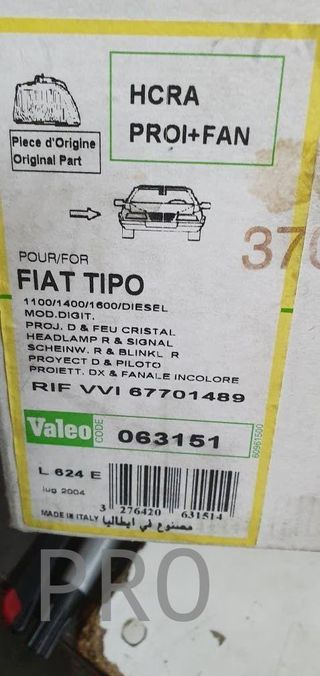 HCRA
PROI+FAN
Piece d'Origine
Original Part
370
POUR/FOR
FIAT TIPO
1100/1400/1600/DIESEL
MOD.DIGIT.
PROJ. D & FEU CRISTAL
HEADLAMP R & SIGNAL
SCHEINW. R & BLINKL R
PROYECT D & PILOTO
PROIETT. DX & FANALE INCOLORE
RIF VVI 67701489
Valeo CODE 063151
60961500
L 624 E
lug 2004
3 276420 631514
MADE IN ITALY مصنوع في ايطاليا
PRO